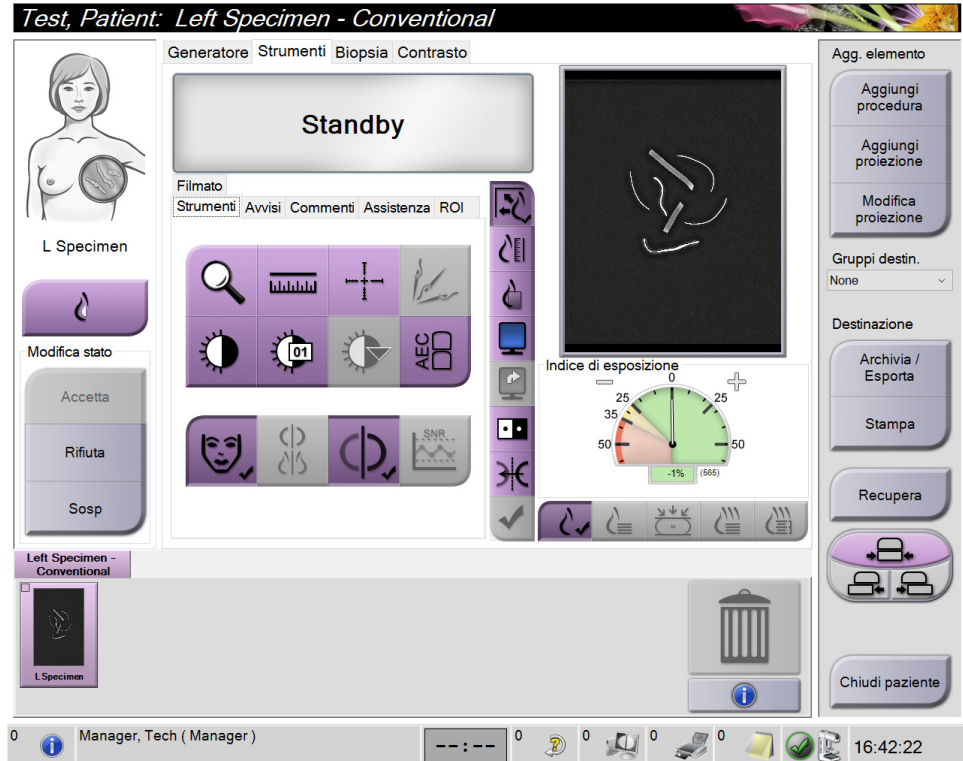 Test, Patient: Left Specimen - Conventional
L Specimen
Modifica stato
Accetta
Rifiuta
Sosp
Generatore Strumenti Biopsia Contrasto
Standby
Filmato
Strumenti Avvisi Commenti Assistenza ROI
01
AEC
SNR
Indice di esposizione
0
25 25
35
50 50
-1% (565)
Agg. elemento
Aggiungi
procedura
Aggiungi
proiezione
Modifica
proiezione
Gruppi destin.
None
Destinazione
Archivia /
Esporta
Stampa
Recupera
Chiudi paziente
Left Specimen -
Conventional
L Specimen
0 Manager, Tech ( Manager ) --:-- 0 0 0 0 16:42:22